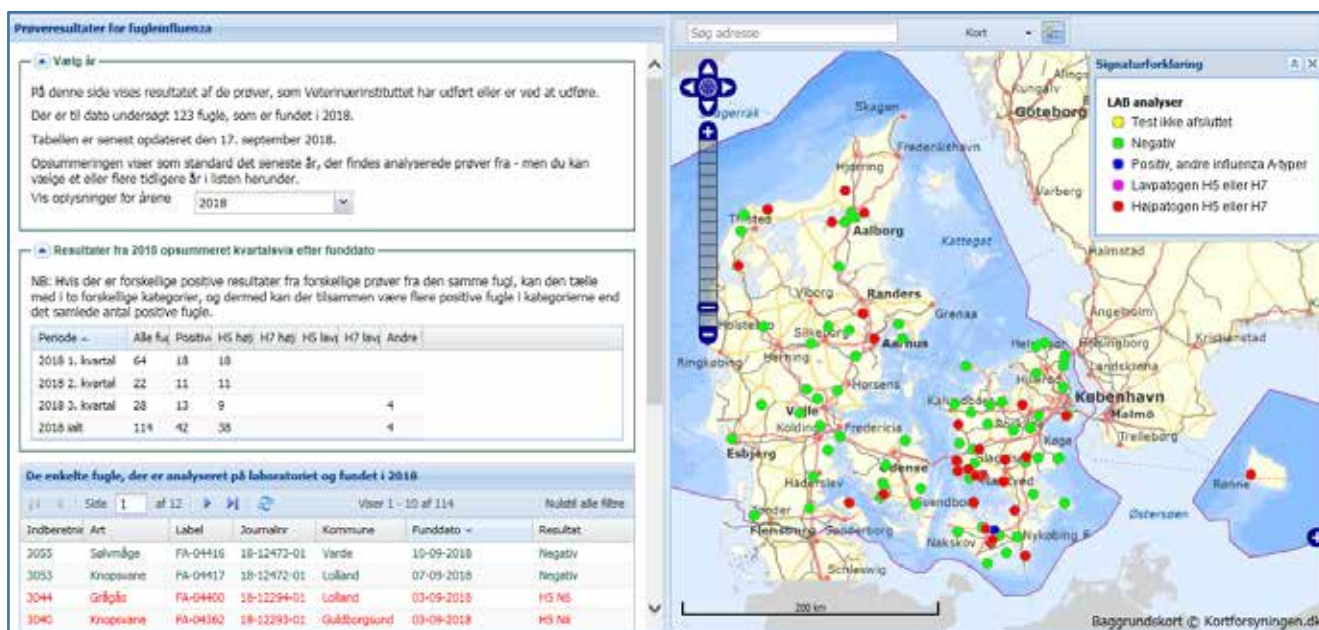 Prøveresultater for fugleinfluenza
Vælg år
På denne side vises resultatet af de prøver, som Veterinærinstituttet har udført eller er ved at udføre.
Der er til dato undersøgt 123 fugle, som er fundet i 2018.
Tabellen er senest opdateret den 17. september 2018.
Opsummeringen viser som standard det seneste år, der findes analyserede prøver fra - men du kan
vælge et eller flere tidligere år i listen herunder.
Vis oplysninger for årene 2018
Resultater fra 2018 opsummeret kvartalsvis efter funddato
NB: Hvis der er forskellige positive resultater fra forskellige prøver fra den samme fugl, kan den tælle
med i to forskellige kategorier, og dermed kan der tilsammen være flere positive fugle i kategorierne end
det samlede antal positive fugle.
Periode Alle fug Positiv H5 høj H7 høj H5 lavp H7 lavp Andre
2018 1. kvartal 64 18 18
2018 2. kvartal 22 11 11
2018 3. kvartal 28 13 9 4
2018 ialt 114 42 38 4
De enkelte fugle, der er analyseret på laboratoriet og fundet i 2018
Side 1 af 12 Viser 1 - 10 af 114 Nulstil alle filtre
Indberetnin Art Label Journalnr Kommune Funddato Resultat
3055 Sølvmåge FA-04416 18-12473-01 Varde 10-09-2018 Negativ
3053 Knopsvane FA-04417 18-12472-01 Lolland 07-09-2018 Negativ
3044 Grågås FA-04400 18-12294-01 Lolland 03-09-2018 H5 N6
3040 Knopsvane FA-04362 18-12293-01 Guldborgsund 03-09-2018 H5 N6
Søg adresse Kort
Signaturforklaring
LAB analyser
Test ikke afsluttet
Negativ
Positiv, andre influenza A-typer
Lavpatogen H5 eller H7
Højpatogen H5 eller H7
Skagen
Göteborg
Kungälv
Frederikshavn
Hjørring
Varberg
Thisted
Aalborg
Kattegat
Halmstad
Viborg
Randers
Grenaa
Ängelholm
Holstebro
Silkeborg
Aarhus
Kristianstad
Helsingborg
Ringkøbing
Herning
Landskrona
Horsens
Hillerød
København
Vejle
Kalundborg
Malmö
Kolding
Fredericia
Roskilde
Køge
Trelleborg
Esbjerg
Odense
Slagelse
Haderslev
Næstved
Rønne
Svendborg
Tønder
Østersøen
Flensburg
Sønderborg
Nakskov
Nykøbing F
Schleswig
200 km
Baggrundskort © Kortforsyningen.dk